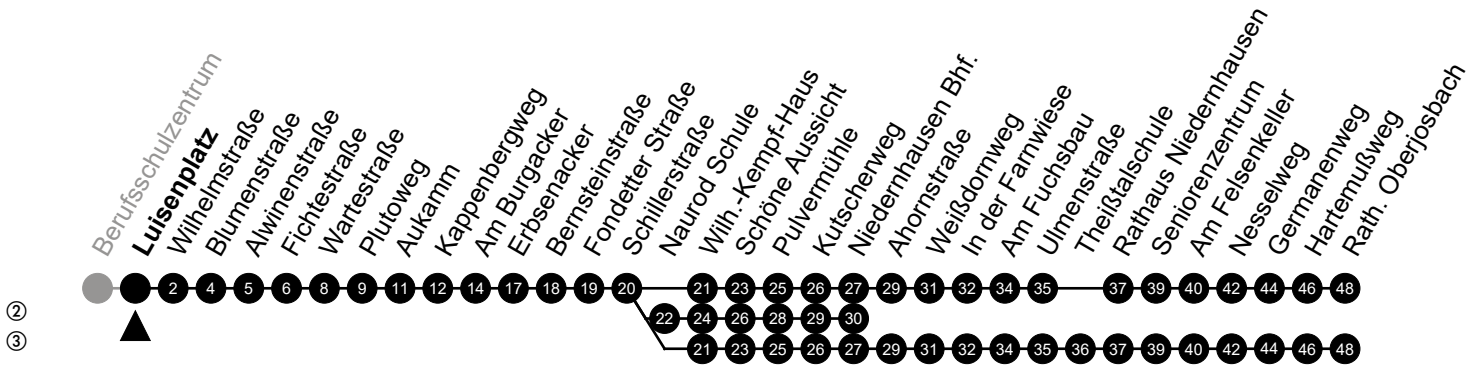 Berufsschulzentrum
Luisenplatz
Wilhelmstraße
Blumenstraße
Alwinenstraße
Fichtestraße
Wartestraße
Plutoweg
Aukamm
Kappenbergweg
Am Burgacker
Erbsenacker
Bernsteinstraße
Fondetter Straße
Schillerstraße
Naurod Schule
Wilh.-Kempf-Haus
Schöne Aussicht
Pulvermühle
Kutscherweg
Niedernhausen Bhf.
Ahornstraße
Weißdornweg
In der Farnwiese
Am Fuchsbau
Ulmenstraße
Theißtalschule
Rathaus Niedernhausen
Seniorenzentrum
Am Felsenkeller
Nesselweg
Germanenweg
Hartemußweg
Rath. Oberjosbach
2 4 5 6 8 9 11 12 14 17 18 19 20 21 23 25 26 27 29 31 32 34 35 37 39 40 42 44 46 48
② 22 24 26 28 29 30
③ 21 23 25 26 27 29 31 32 34 35 36 37 39 40 42 44 46 48